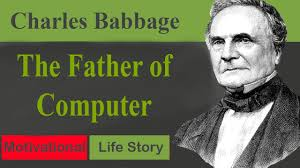 Charles Babbage
The Father of
Computer
Motivational Life Story